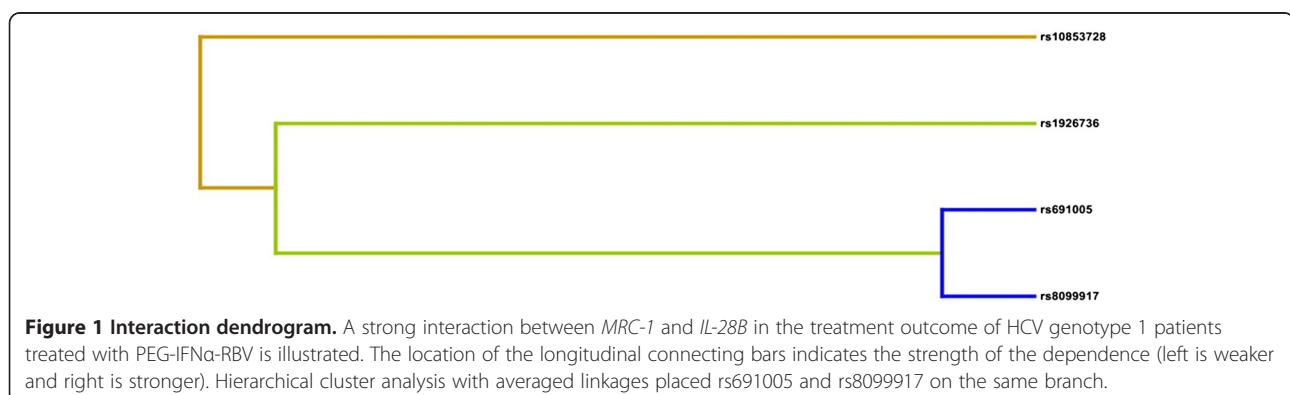 rs10853728
rs1926736
rs691005
rs8099917
Figure 1 Interaction dendrogram. A strong interaction between MRC-1 and IL-28B in the treatment outcome of HCV genotype 1 patients
treated with PEG-IFNα-RBV is illustrated. The location of the longitudinal connecting bars indicates the strength of the dependence (left is weaker
and right is stronger). Hierarchical cluster analysis with averaged linkages placed rs691005 and rs8099917 on the same branch.